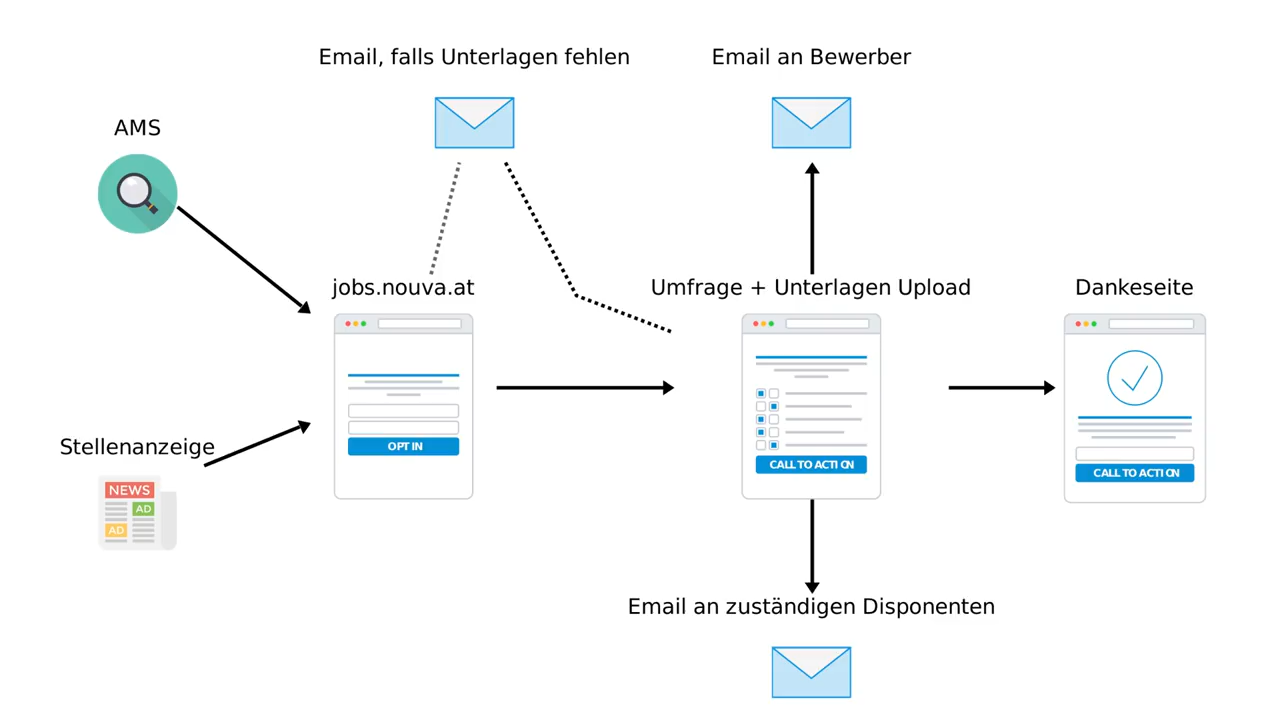 Email, falls Unterlagen fehlen
Email an Bewerber
AMS
jobs.nouva.at
Umfrage + Unterlagen Upload
Dankeseite
OPT IN
CALL TO ACTION
CALL TO ACTION
Stellenanzeige
NEWS
AD
AD
Email an zuständigen Disponenten